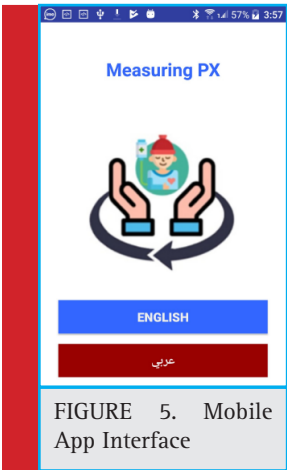 57% 3:57
Measuring PX
ENGLISH
عربي
FIGURE 5. Mobile
App Interface